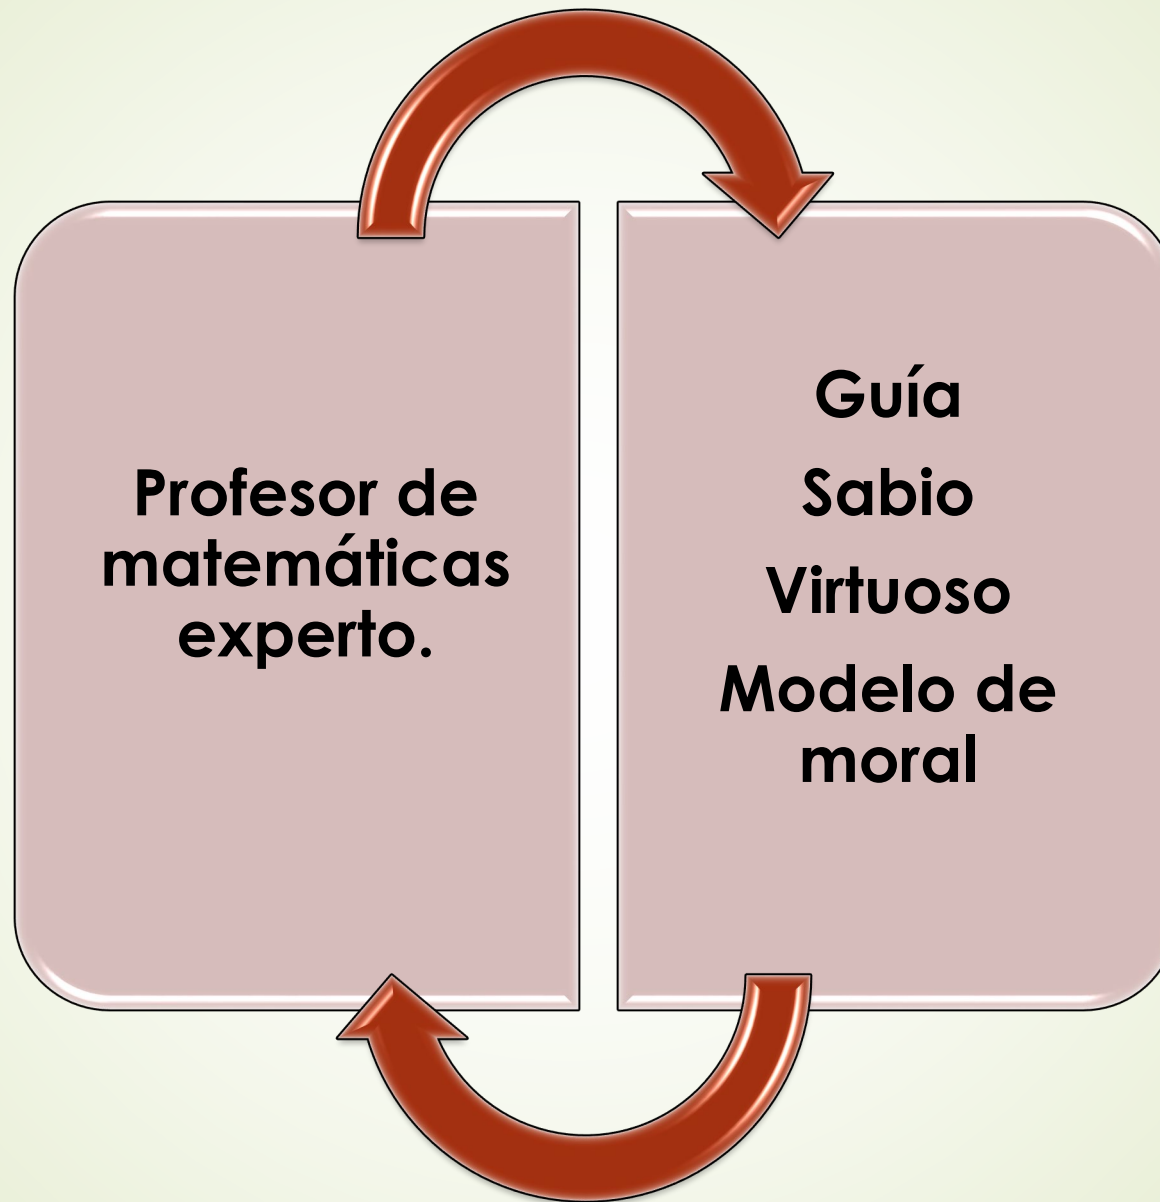 Profesor de
matemáticas
experto.
Guía
Sabio
Virtuoso
Modelo de
moral